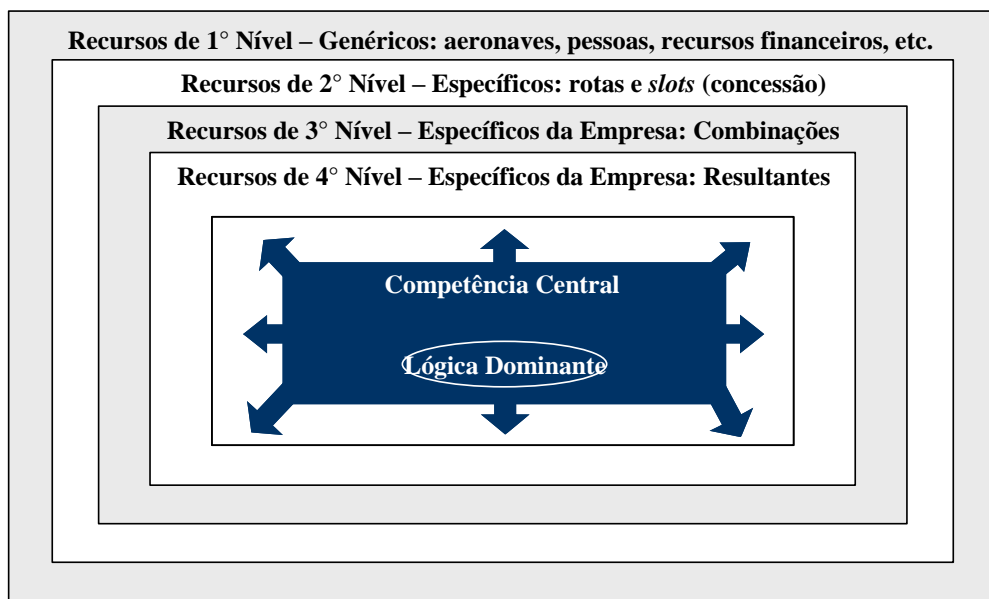 Recursos de 1° Nível – Genéricos: aeronaves, pessoas, recursos financeiros, etc.
Recursos de 2° Nível – Específicos: rotas e slots (concessão)
Recursos de 3° Nível – Específicos da Empresa: Combinações
Recursos de 4° Nível – Específicos da Empresa: Resultantes
Competência Central
Lógica Dominante